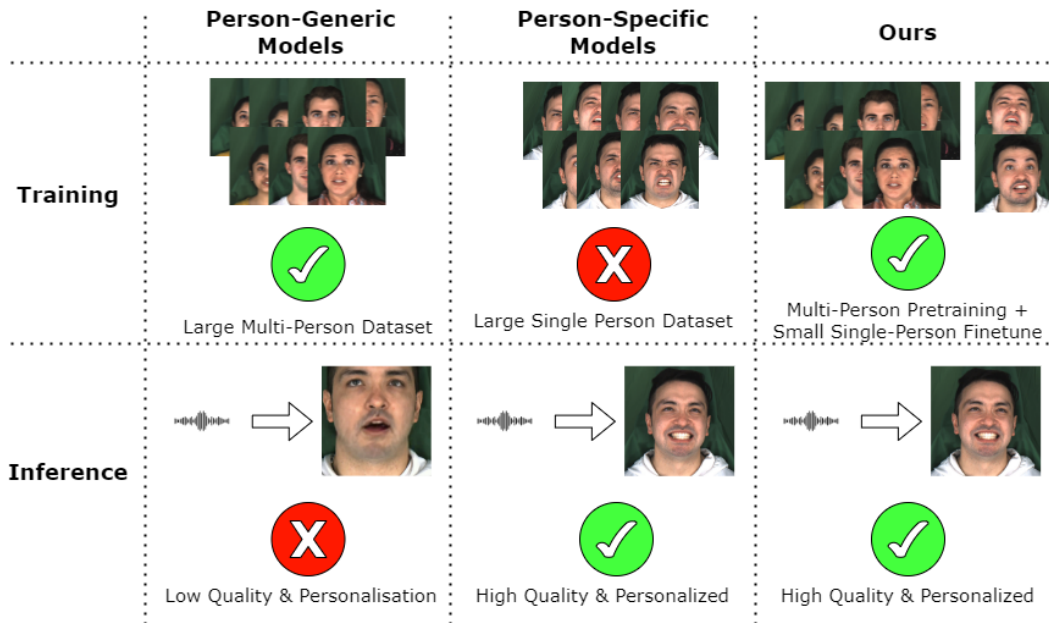 Person-Generic
Models
Person-Specific
Models
Ours
Training
Large Multi-Person Dataset
Large Single Person Dataset
Multi-Person Pretraining +
Small Single-Person Finetune
Inference
Low Quality & Personalisation
High Quality & Personalized
High Quality & Personalized